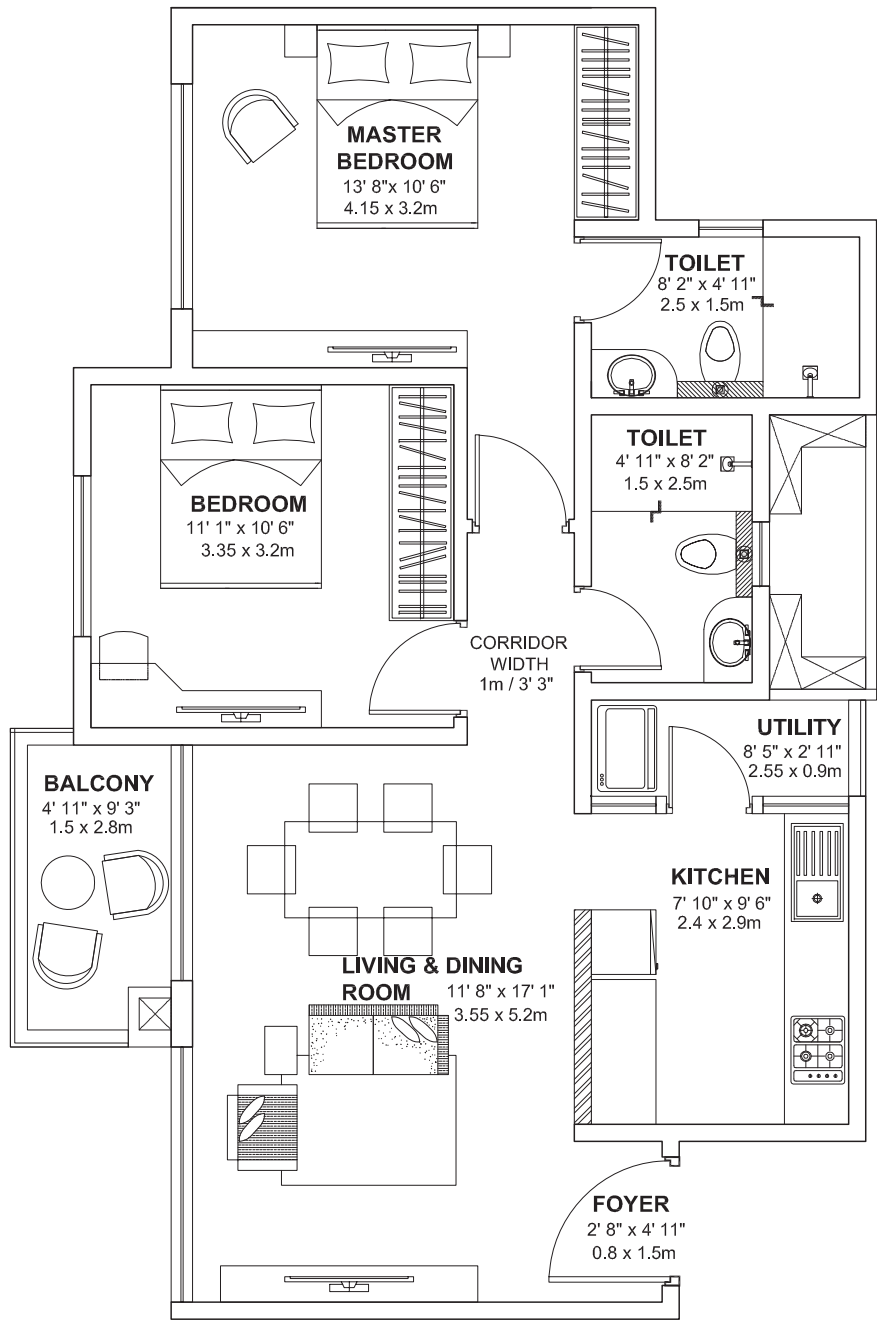 MASTER
BEDROOM
13' 8"x 10' 6"
4.15 x 3.2m
TOILET
8' 2" x 4' 11"
2.5 x 1.5m
TOILET
4' 11" x 8' 2"
1.5 x 2.5m
BEDROOM
11' 1" x 10' 6"
3.35 x 3.2m
CORRIDOR
WIDTH
1m / 3' 3"
UTILITY
8' 5" x 2' 11"
2.55 x 0.9m
BALCONY
4' 11" x 9' 3"
1.5 x 2.8m
KITCHEN
7' 10" x 9' 6"
2.4 x 2.9m
LIVING & DINING
ROOM 11' 8" x 17' 1"
3.55 x 5.2m
FOYER
2' 8" x 4' 11"
0.8 x 1.5m